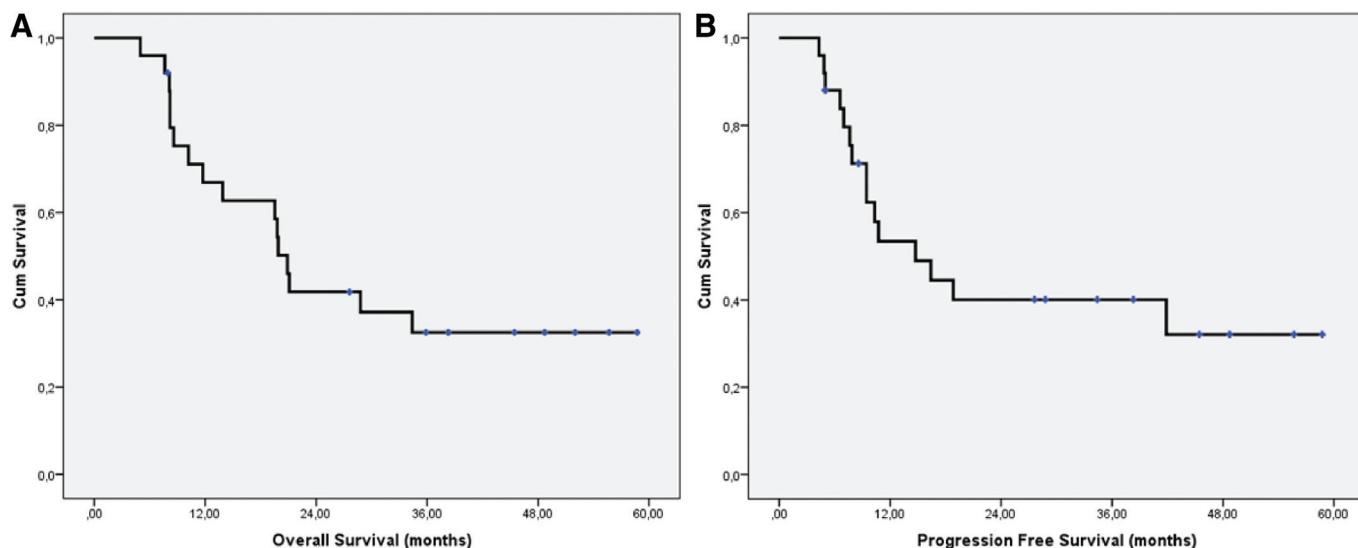 A
1,0
0,8
0,6
0,4
0,2
0,0
Cum Survival
,00 12,00 24,00 36,00 48,00 60,00
Overall Survival (months)
B
1,0
0,8
0,6
0,4
0,2
0,0
Cum Survival
,00 12,00 24,00 36,00 48,00 60,00
Progression Free Survival (months)